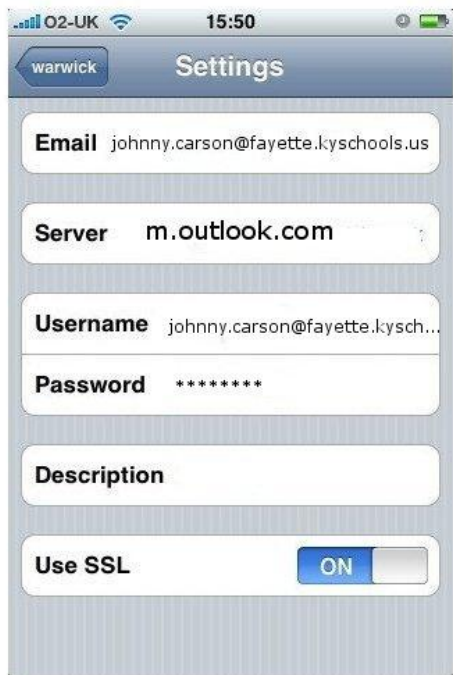 O2-UK 15:50
warwick Settings
Email johnny.carson@fayette.kyschools.us
Server m.outlook.com
Username johnny.carson@fayette.kysch...
Password ********
Description
Use SSL ON